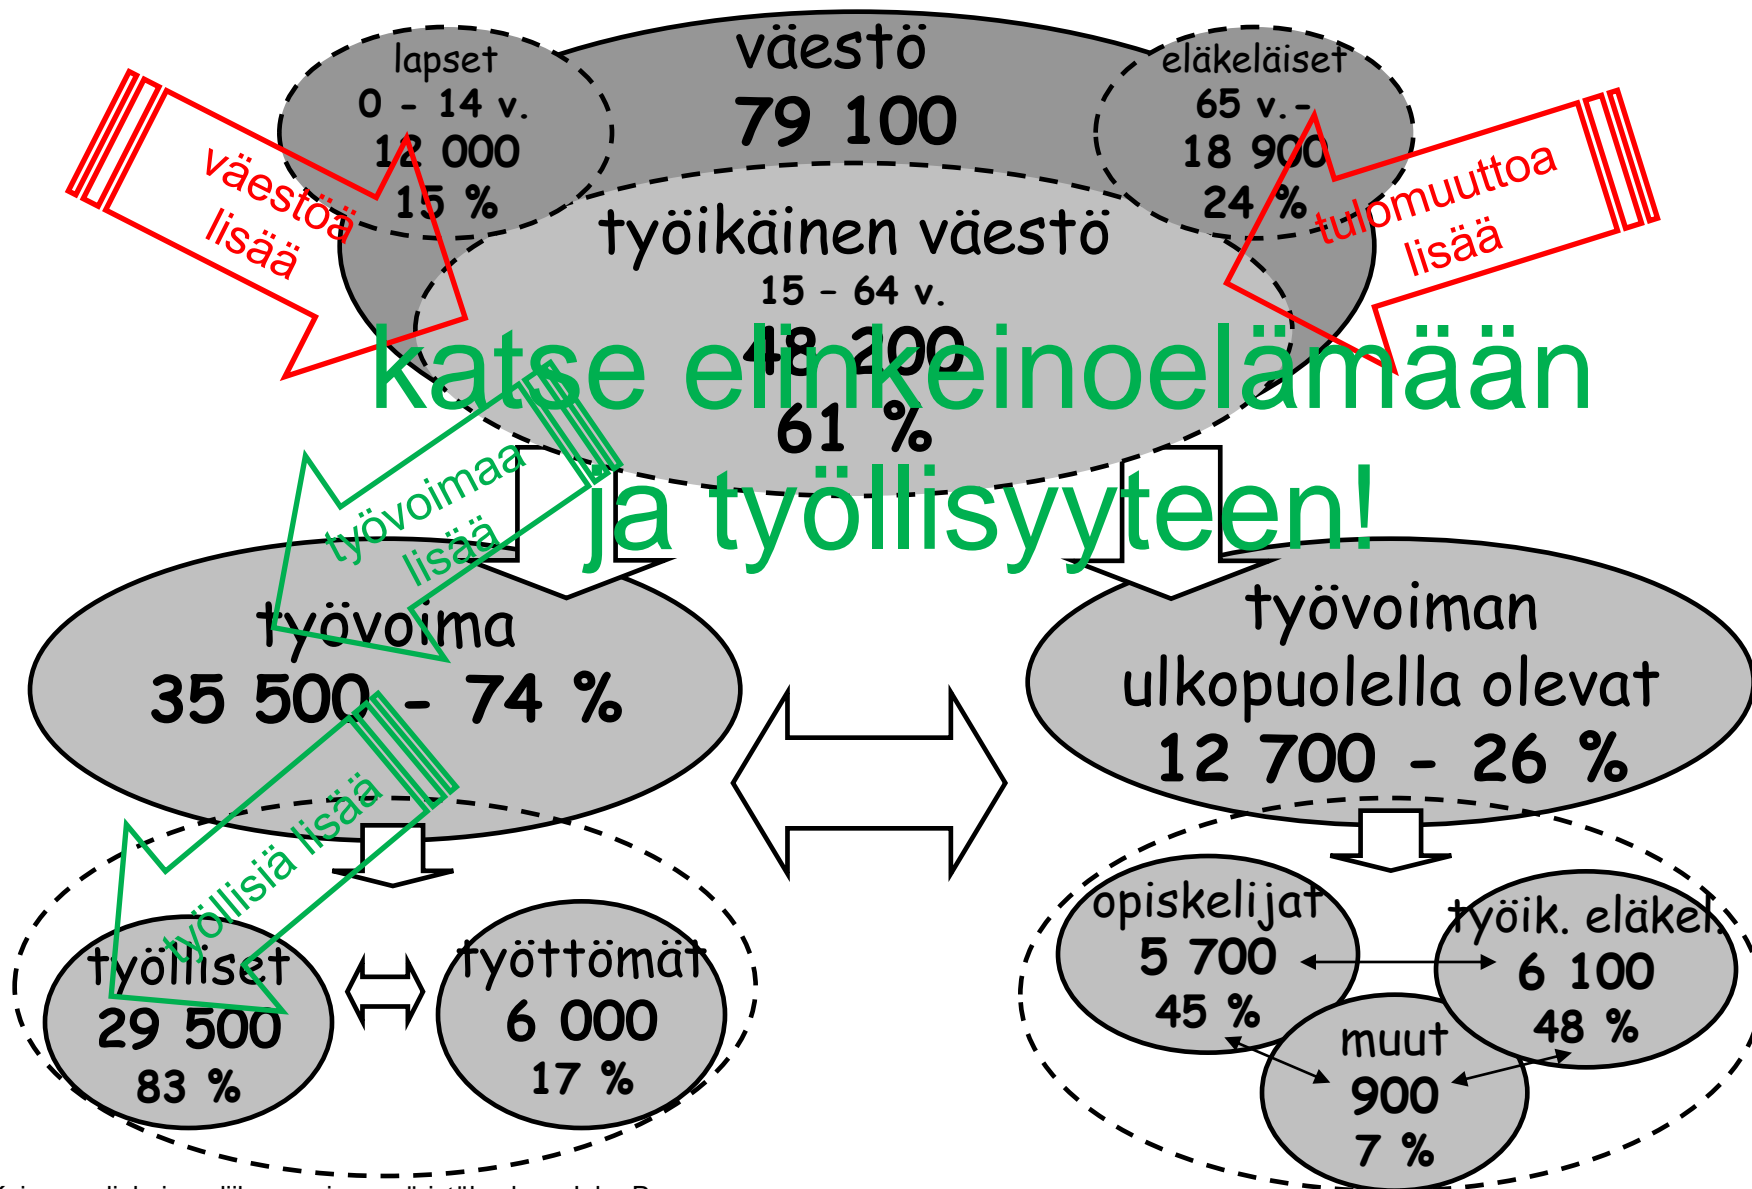 lapset
0 - 14 v.
12 000
15 %
väestö
79 100
eläkeläiset
65 v.-
18 900
24 %
väestöä
lisää
tulomuuttoa
lisää
työikäinen väestö
15 - 64 v.
48 200
61 %
katse elinkeinoelämään
ja työllisyyteen!
työvoimaa
lisää
työvoima
35 500 - 74 %
työvoiman
ulkopuolella olevat
12 700 - 26 %
työllisiä lisää
työlliset
29 500
83 %
työttömät
6 000
17 %
opiskelijat
5 700
45 %
työik. eläkel.
6 100
48 %
muut
900
7 %